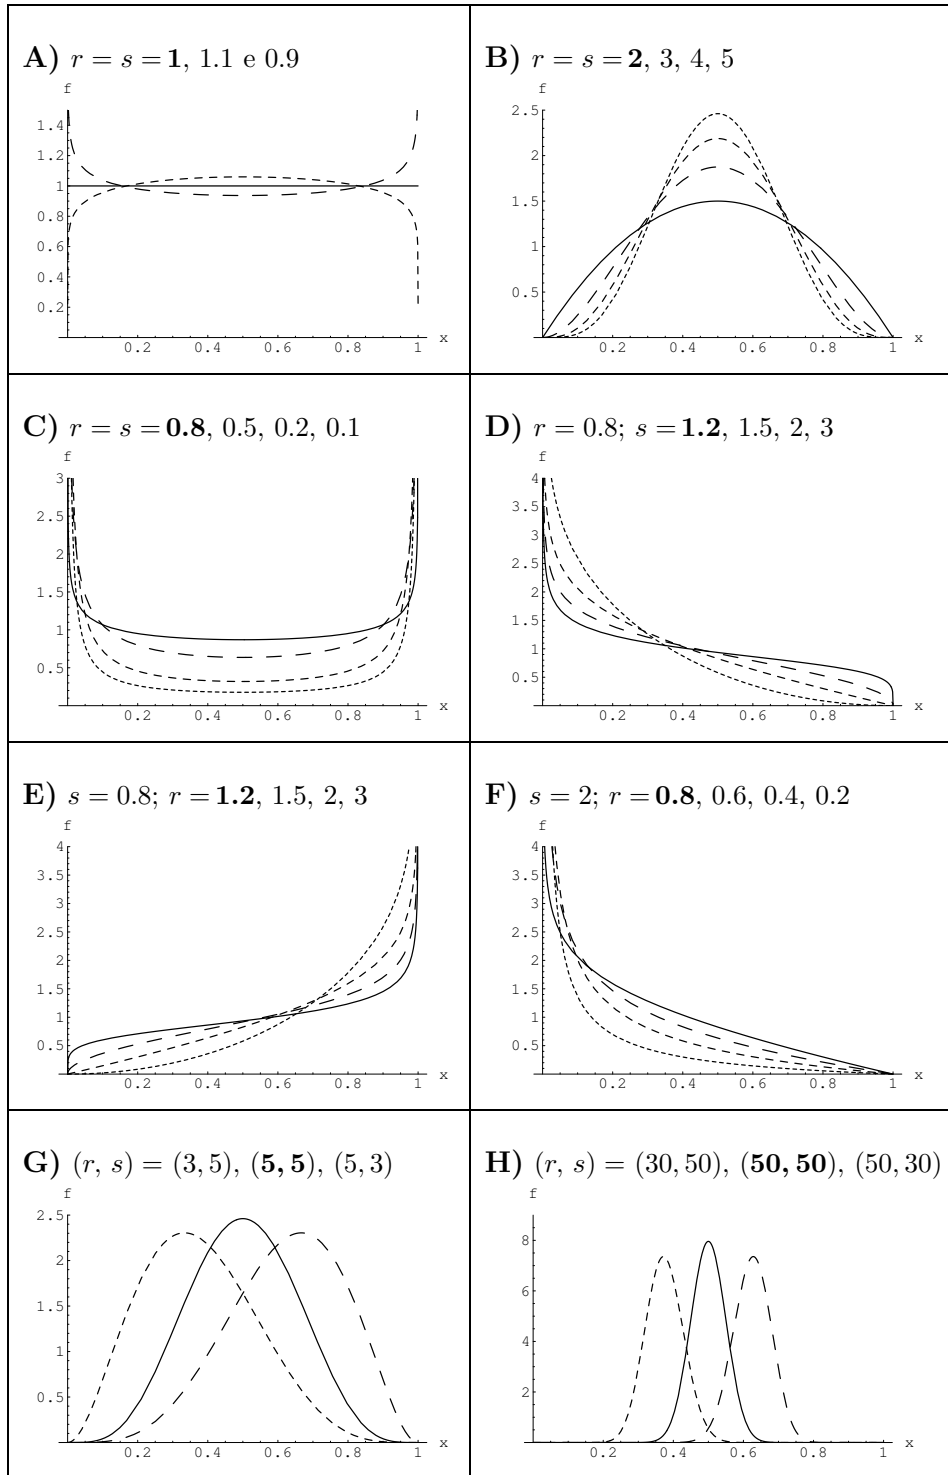 A) r = s = 1, 1.1 e 0.9
f
1.4
1.2
1
0.8
0.6
0.4
0.2
0.2 0.4 0.6 0.8 1 x
B) r = s = 2, 3, 4, 5
f
2.5
2
1.5
1
0.5
0.2 0.4 0.6 0.8 1 x
C) r = s = 0.8, 0.5, 0.2, 0.1
f
3
2.5
2
1.5
1
0.5
0.2 0.4 0.6 0.8 1 x
D) r = 0.8; s = 1.2, 1.5, 2, 3
f
4
3.5
3
2.5
2
1.5
1
0.5
0.2 0.4 0.6 0.8 1 x
E) s = 0.8; r = 1.2, 1.5, 2, 3
f
4
3.5
3
2.5
2
1.5
1
0.5
0.2 0.4 0.6 0.8 1 x
F) s = 2; r = 0.8, 0.6, 0.4, 0.2
f
4
3.5
3
2.5
2
1.5
1
0.5
0.2 0.4 0.6 0.8 1 x
G) (r, s) = (3, 5), (5, 5), (5, 3)
f
2.5
2
1.5
1
0.5
0.2 0.4 0.6 0.8 1 x
H) (r, s) = (30, 50), (50, 50), (50, 30)
f
8
6
4
2
0.2 0.4 0.6 0.8 1 x